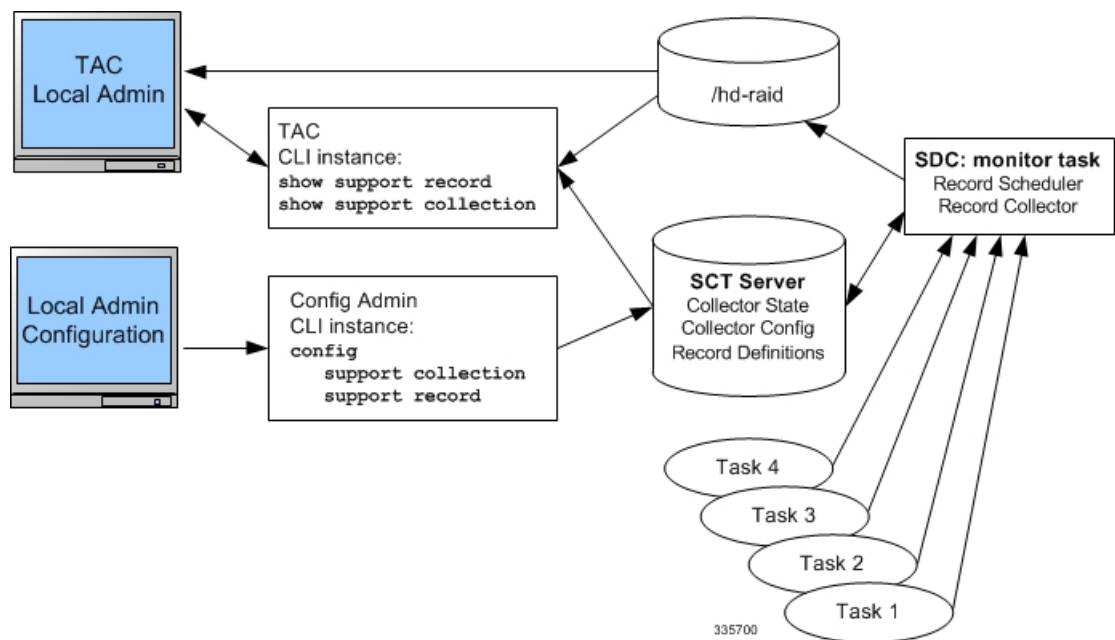 TAC
Local Admin
/hd-raid
TAC
CLI instance:
show support record
show support collection
SDC: monitor task
Record Scheduler
Record Collector
Local Admin
Configuration
Config Admin
CLI instance:
config
support collection
support record
SCT Server
Collector State
Collector Config
Record Definitions
Task 4
Task 3
Task 2
Task 1
335700